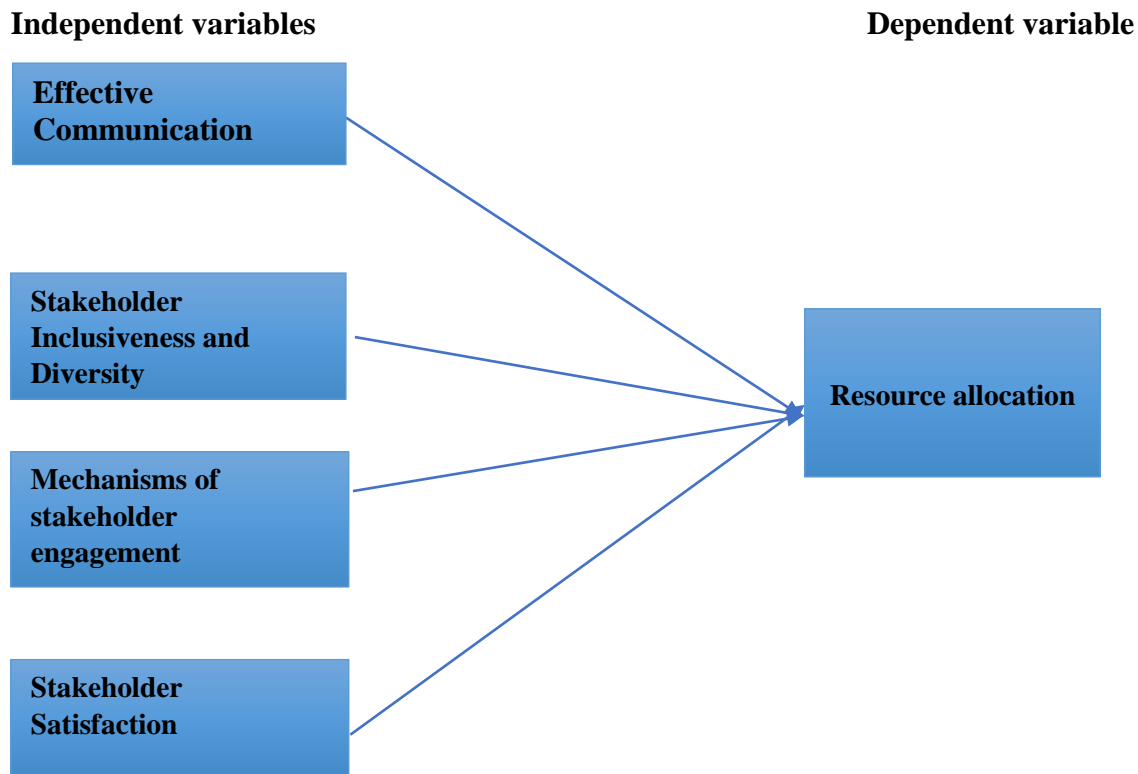 Independent variables
Dependent variable
Effective
Communication
Stakeholder
Inclusiveness and
Diversity
Resource allocation
Mechanisms of
stakeholder
engagement
Stakeholder
Satisfaction